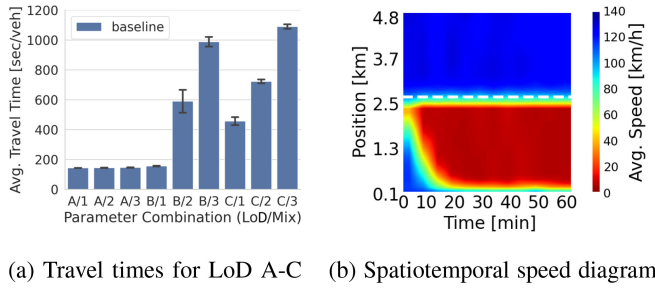 1200
1000
800
600
400
200
0
Avg. Travel Time [sec/veh]
baseline
A/1 A/2 A/3 B/1 B/2 B/3 C/1 C/2 C/3
Parameter Combination (LoD/Mix)
4.8
3.7
2.5
1.3
0.1
Position [km]
0 10 20 30 40 50 60
Time [min]
140
120
100
80
60
40
20
0
Avg. Speed [km/h]
(a) Travel times for LoD A-C
(b) Spatiotemporal speed diagram